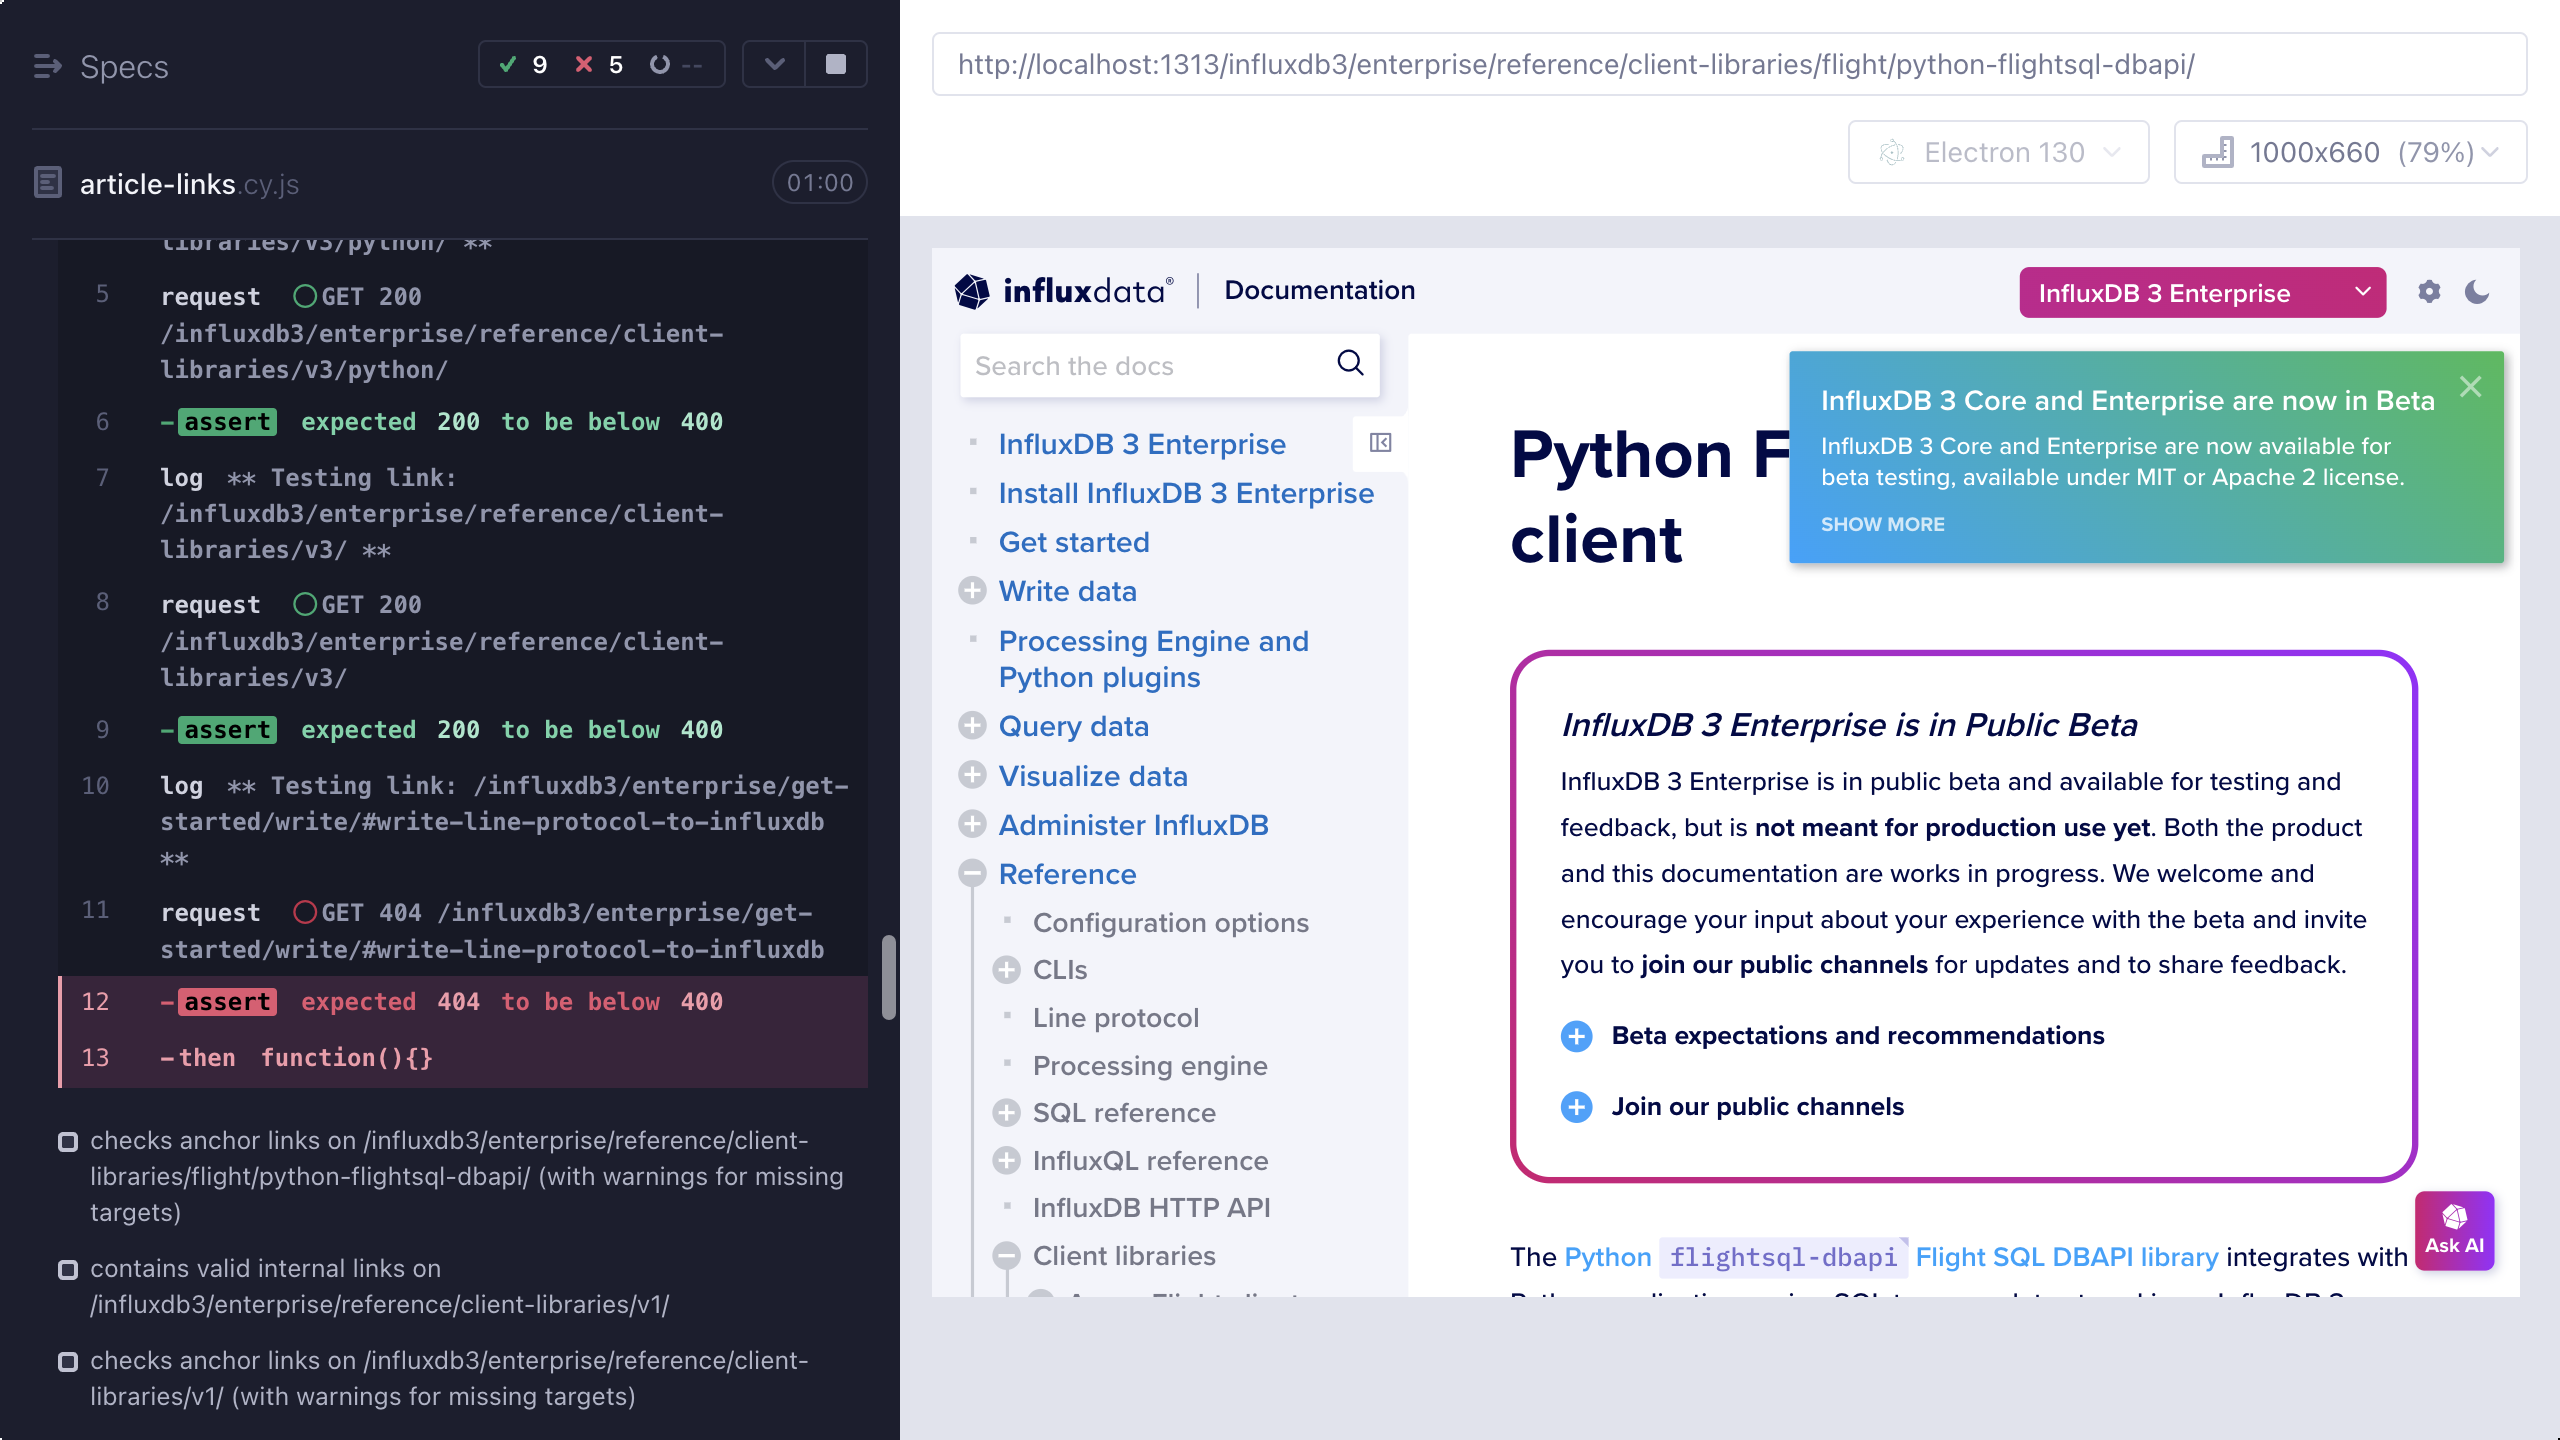 Specs
9 5 --
article-links.cy.js 01:00
libraries/v3/python/ **
5 request GET 200
/influxdb3/enterprise/reference/client-
libraries/v3/python/
6 -assert expected 200 to be below 400
7 log ** Testing link:
/influxdb3/enterprise/reference/client-
libraries/v3/ **
8 request GET 200
/influxdb3/enterprise/reference/client-
libraries/v3/
9 -assert expected 200 to be below 400
10 log ** Testing link: /influxdb3/enterprise/get-
started/write/#write-line-protocol-to-influxdb
**
11 request GET 404 /influxdb3/enterprise/get-
started/write/#write-line-protocol-to-influxdb
12 -assert expected 404 to be below 400
13 -then function(){}
checks anchor links on /influxdb3/enterprise/reference/client-
libraries/flight/python-flightsql-dbapi/ (with warnings for missing
targets)
contains valid internal links on
/influxdb3/enterprise/reference/client-libraries/v1/
checks anchor links on /influxdb3/enterprise/reference/client-
libraries/v1/ (with warnings for missing targets)
http://localhost:1313/influxdb3/enterprise/reference/client-libraries/flight/python-flightsql-dbapi/
Electron 130
1000x660 (79%)
influxdata® Documentation
InfluxDB 3 Enterprise
Search the docs
InfluxDB 3 Enterprise
Install InfluxDB 3 Enterprise
Get started
Write data
Processing Engine and
Python plugins
Query data
Visualize data
Administer InfluxDB
Reference
Configuration options
CLIs
Line protocol
Processing engine
SQL reference
InfluxQL reference
InfluxDB HTTP API
Client libraries
InfluxDB 3 Core and Enterprise are now in Beta
InfluxDB 3 Core and Enterprise are now available for
beta testing, available under MIT or Apache 2 license.
SHOW MORE
Python F
client
InfluxDB 3 Enterprise is in Public Beta
InfluxDB 3 Enterprise is in public beta and available for testing and
feedback, but is not meant for production use yet. Both the product
and this documentation are works in progress. We welcome and
encourage your input about your experience with the beta and invite
you to join our public channels for updates and to share feedback.
Beta expectations and recommendations
Join our public channels
The Python flightsql-dbapi Flight SQL DBAPI library integrates with
Ask AI